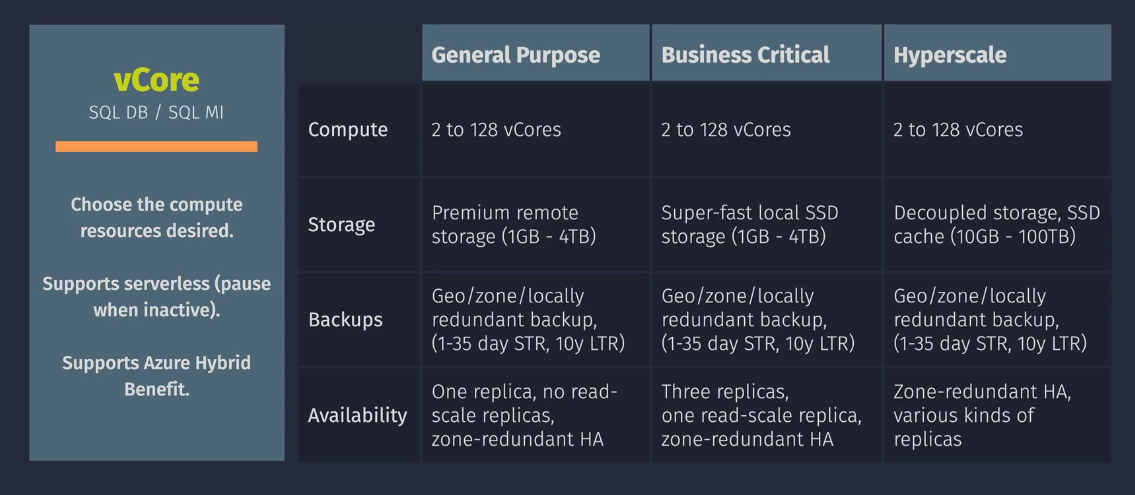 vCore
SQL DB / SQL MI
Choose the compute
resources desired.
Supports serverless (pause
when inactive).
Supports Azure Hybrid
Benefit.
General Purpose
Business Critical
Hyperscale
Compute
2 to 128 vCores
2 to 128 vCores
2 to 128 vCores
Storage
Premium remote
storage (1GB - 4TB)
Super-fast local SSD
storage (1GB - 4TB)
Decoupled storage, SSD
cache (10GB - 100TB)
Backups
Geo/zone/locally
redundant backup,
(1-35 day STR, 10y LTR)
Geo/zone/locally
redundant backup,
(1-35 day STR, 10y LTR)
Geo/zone/locally
redundant backup,
(1-35 day STR, 10y LTR)
Availability
One replica, no read-
scale replicas,
zone-redundant HA
Three replicas,
one read-scale replica,
zone-redundant HA
Zone-redundant HA,
various kinds of
replicas